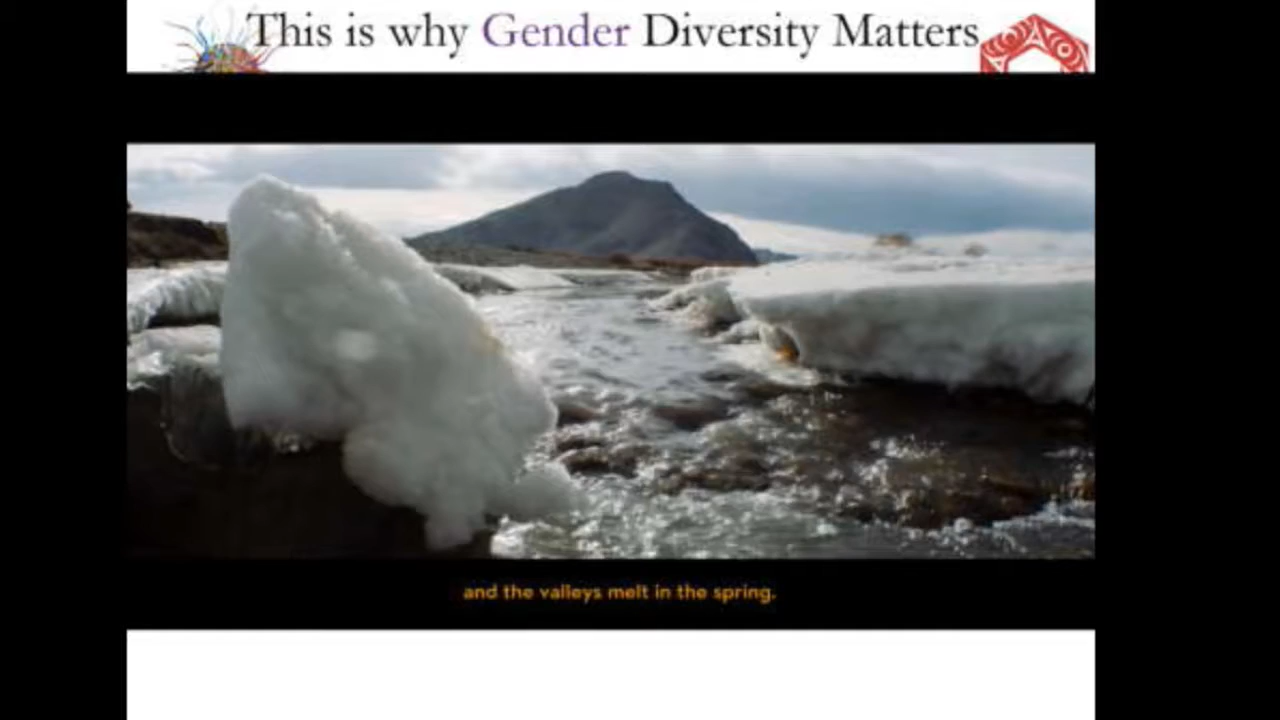 This is why Gender Diversity Matters
and the valleys melt in the spring.